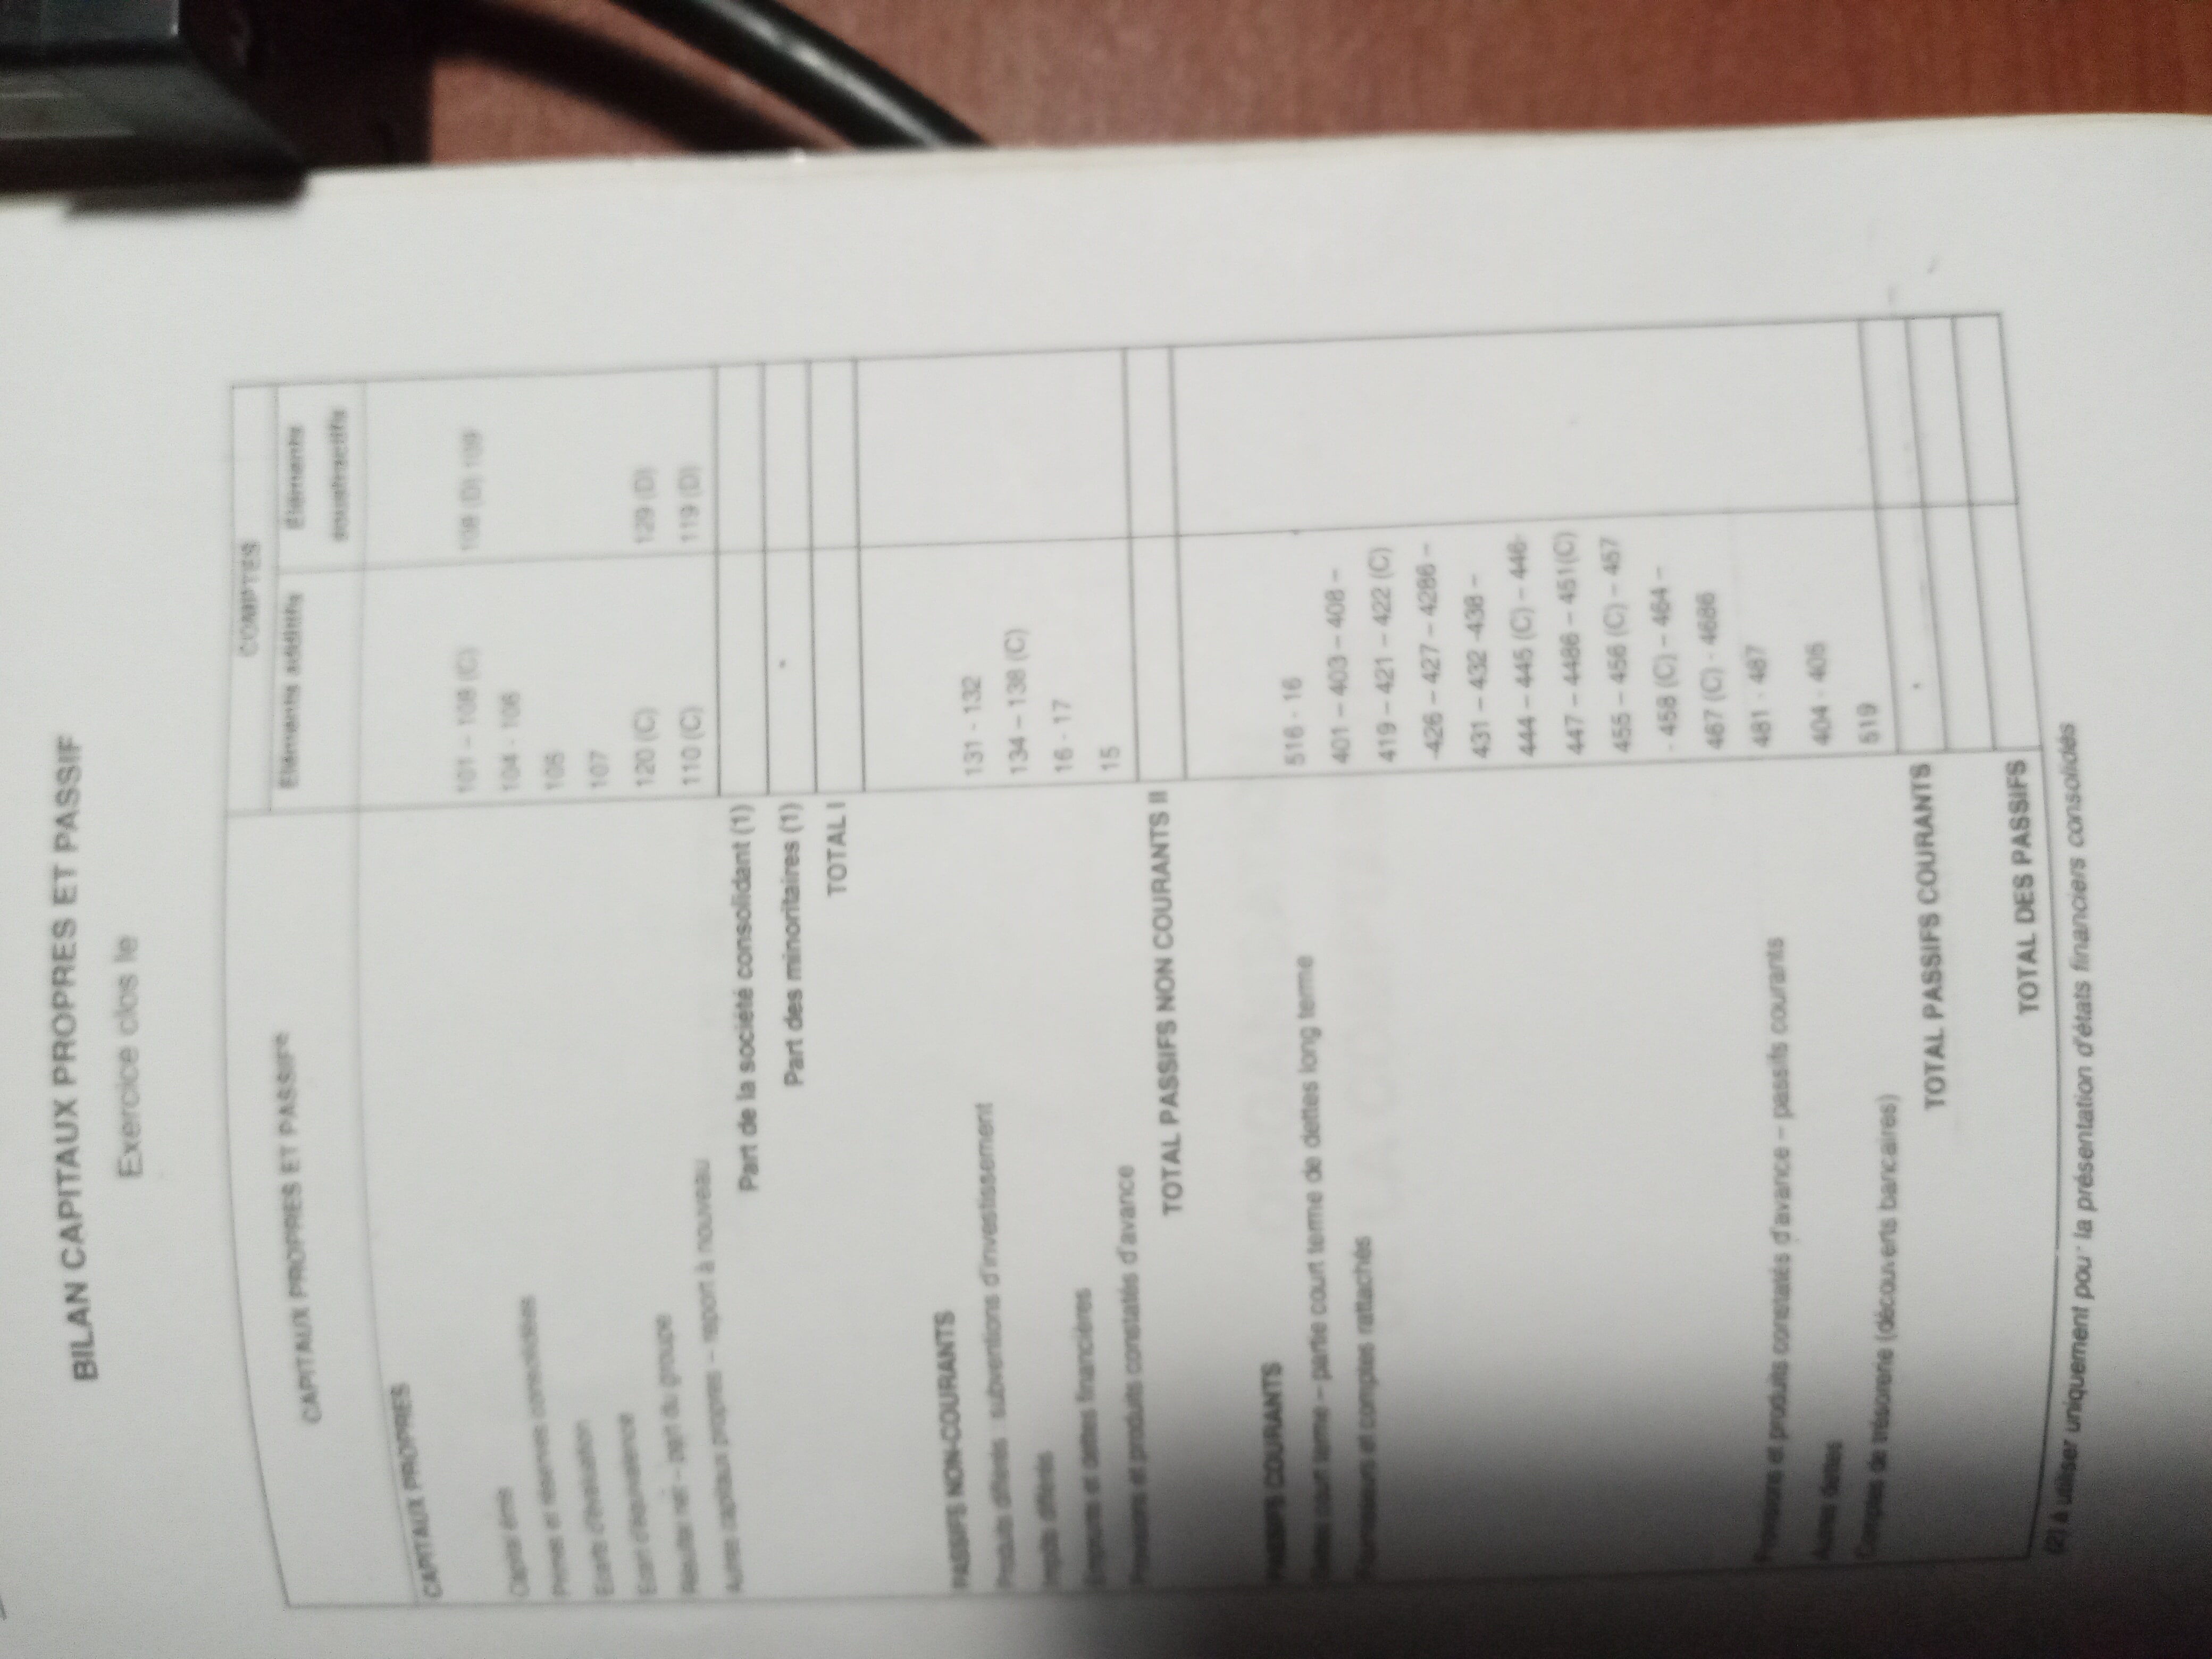 BILAN CAPITAUX PROPRES ET PASSIF
Exercice clos le
CAPITAUX PROPRES ET PASSIFS
COMPTES
Eléments additifs
Eléments soustractifs
CAPITAUX PROPRES
Capital émis 101 – 108 (C) 108 (D) 109
Primes et réserves consolidées 104 - 106
Ecarts d'évaluation 105
Ecart d'équivalence 107
Résultat net – part du groupe 120 (C) 129 (D)
Autres capitaux propres – report à nouveau 110 (C) 119 (D)
Part de la société consolidant (1)
Part des minoritaires (1)
TOTAL I
PASSIFS NON-COURANTS
Produits différés : subventions d'investissement 131 - 132
Impôts différés 134 – 138 (C)
Emprunts et dettes financières 16 - 17
Provisions et produits constatés d'avance 15
TOTAL PASSIFS NON COURANTS II
PASSIFS COURANTS
Dettes court terme – partie court terme de dettes long terme 516 - 16
Fournisseurs et comptes rattachés 401 – 403 – 408 –
419 – 421 – 422 (C)
-426 – 427 – 4286 –
431 – 432 -438 –
444 – 445 (C) – 446-
447 – 4486 – 451(C)
455 – 456 (C) – 457
- 458 (C) – 464 –
467 (C) - 4686
Provisions et produits constatés d'avance – passifs courants 481 - 487
Autres dettes 404 - 405
Comptes de trésorerie (découverts bancaires) 519
TOTAL PASSIFS COURANTS
TOTAL DES PASSIFS
(2) à utiliser uniquement pour la présentation d'états financiers consolidés